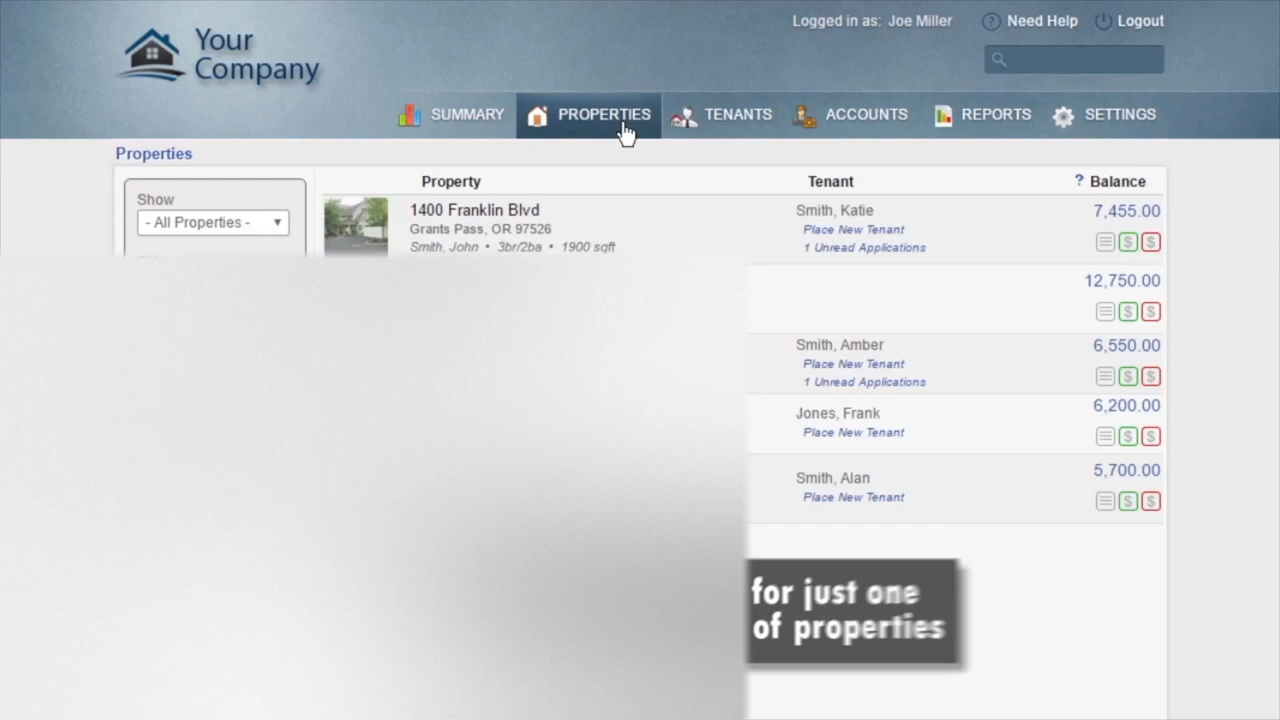 Your
Company
Logged in as: Joe Miller
Need Help
Logout
SUMMARY
PROPERTIES
TENANTS
ACCOUNTS
REPORTS
SETTINGS
Properties
Show
- All Properties -
Property
Tenant
? Balance
1400 Franklin Blvd
Grants Pass, OR 97526
Smith, John • 3br/2ba • 1900 sqft
Smith, Katie
Place New Tenant
1 Unread Applications
7,455.00
$ $
12,750.00
$ $
Smith, Amber
Place New Tenant
1 Unread Applications
6,550.00
$ $
Jones, Frank
Place New Tenant
6,200.00
$ $
Smith, Alan
Place New Tenant
5,700.00
$ $
for just one
of properties